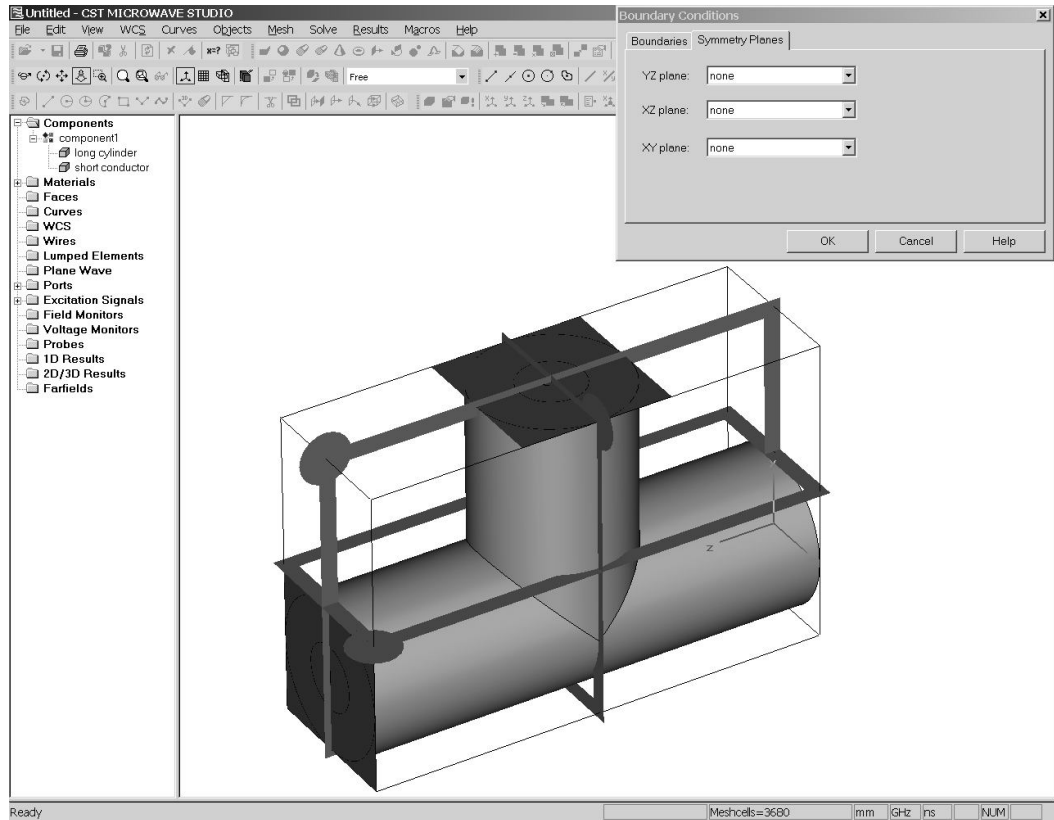 Untitled - CST MICROWAVE STUDIO
File Edit View WCS Curves Objects Mesh Solve Results Macros Help
x=?
Free
Components
component1
long cylinder
short conductor
Materials
Faces
Curves
WCS
Wires
Lumped Elements
Plane Wave
Ports
Excitation Signals
Field Monitors
Voltage Monitors
Probes
1D Results
2D/3D Results
Farfields
Boundary Conditions
Boundaries Symmetry Planes
YZ plane: none
XZ plane: none
XY plane: none
OK Cancel Help
z
Ready Meshcells=3680 mm GHz ns NUM